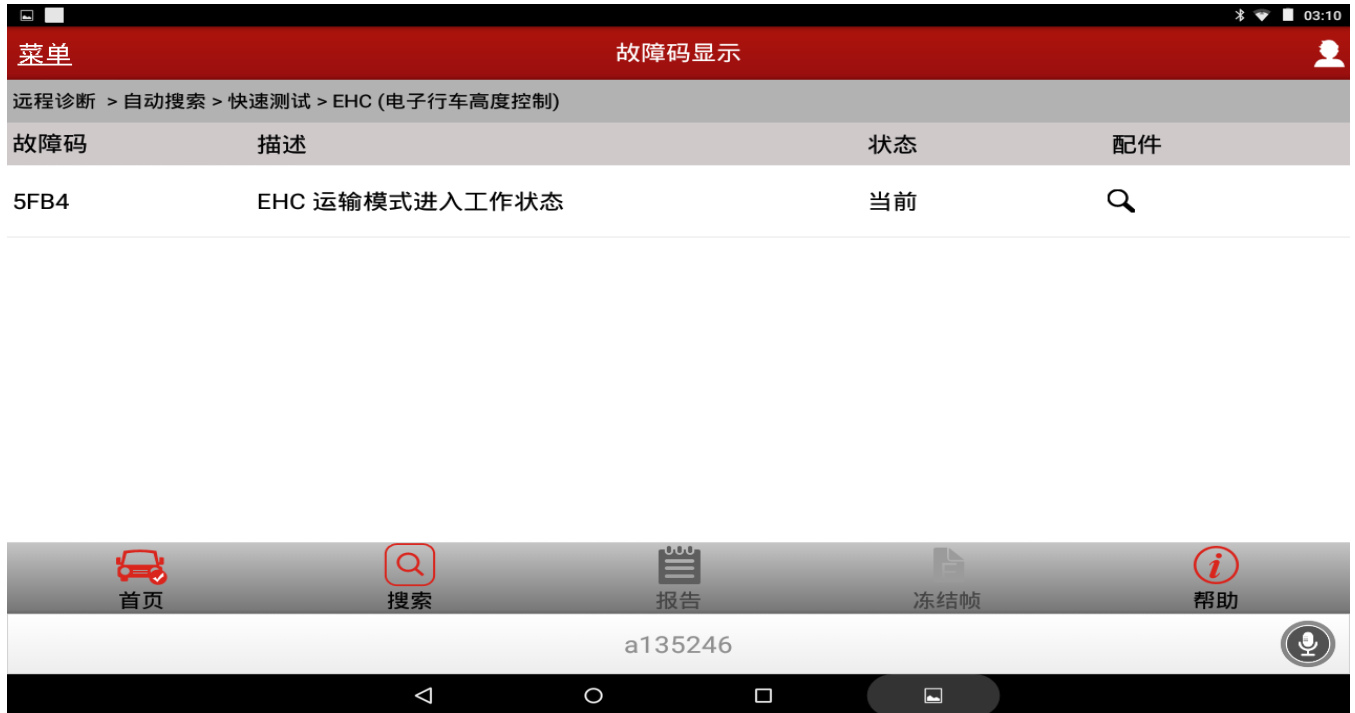 03:10
菜单 故障码显示
远程诊断 > 自动搜索 > 快速测试 > EHC (电子行车高度控制)
故障码 描述 状态 配件
5FB4 EHC 运输模式进入工作状态 当前
首页 搜索 报告 冻结帧 帮助
a135246